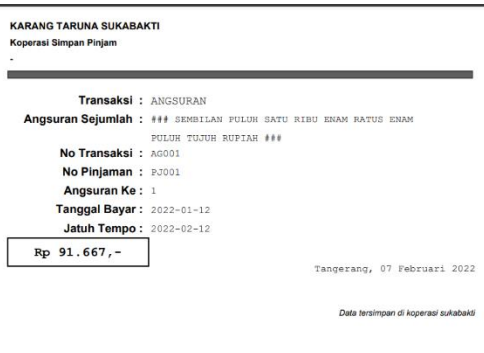 KARANG TARUNA SUKABAKTI
Koperasi Simpan Pinjam
-
Transaksi : ANGSURAN
Angsuran Sejumlah : ### SEMBILAN PULUH SATU RIBU ENAM RATUS ENAM
PULUH TUJUH RUPIAH ###
No Transaksi : AG001
No Pinjaman : PJ001
Angsuran Ke : 1
Tanggal Bayar : 2022-01-12
Jatuh Tempo : 2022-02-12
Rp 91.667,-
Tangerang, 07 Februari 2022
Data tersimpan di koperasi sukabakti